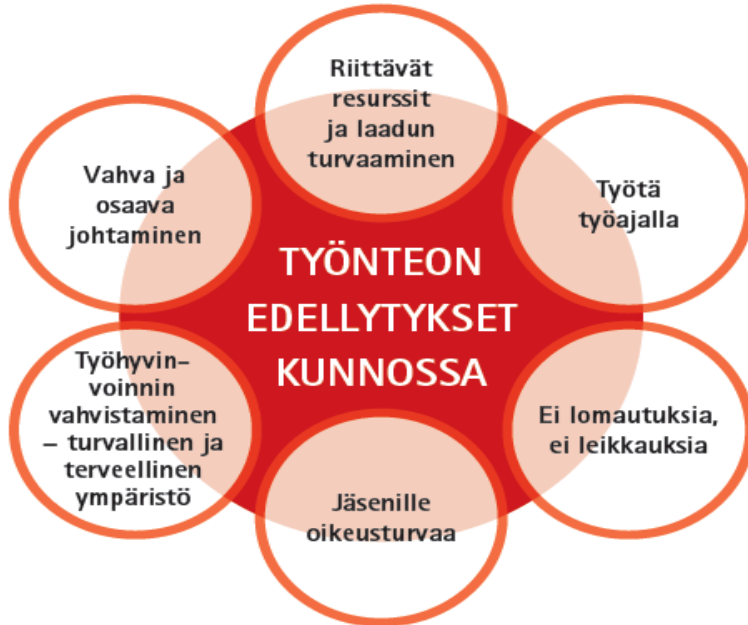 TYÖNTEON
EDELLYTYKSET
KUNNOSSA
Riittävät
resurssit
ja laadun
turvaaminen
Työtä
työajalla
Ei lomautuksia,
ei leikkauksia
Jäsenille
oikeusturvaa
Työhyvin–
voinnin
vahvistaminen
– turvallinen ja
terveellinen
ympäristö
Vahva ja
osaava
johtaminen